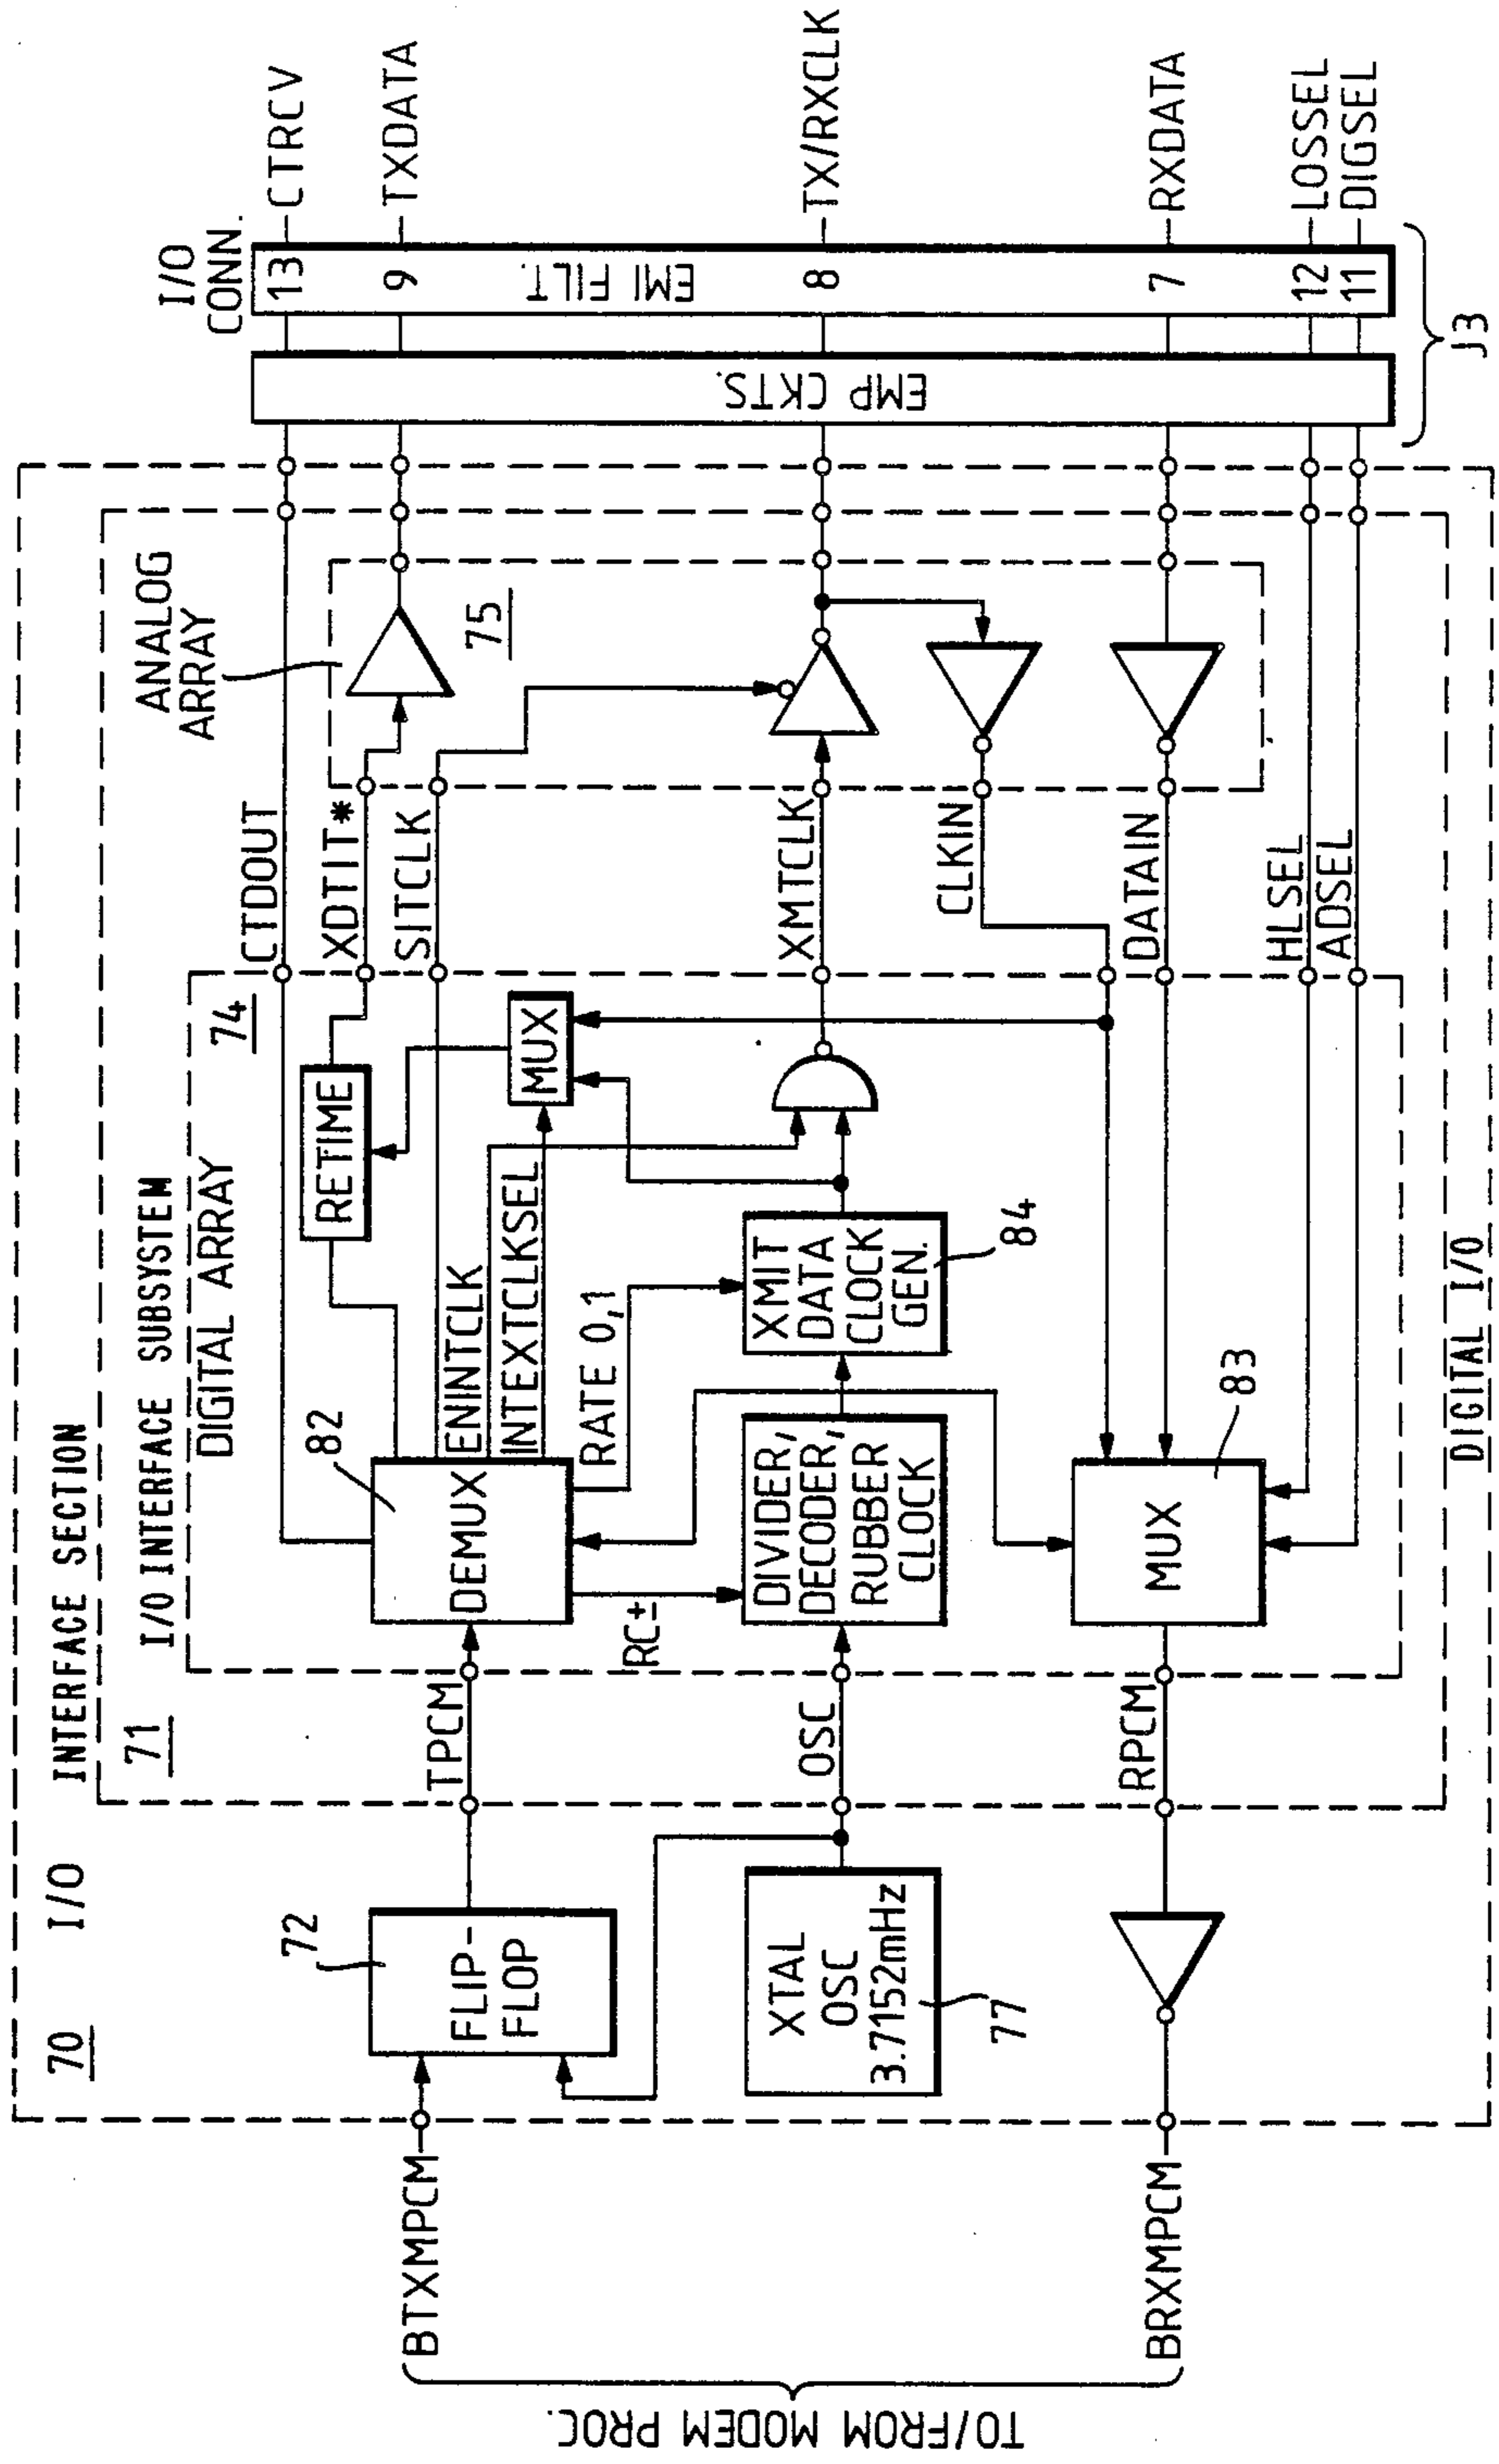 INTERFACE SECTION
70
I/O
71
I/O INTERFACE SUBSYSTEM
DIGITAL ARRAY
74
ANALOG
ARRAY
75
I/O
CONN.
BTXMPCM
72
FLIP-
FLOP
TPCM
82
DEMUX
RETIME
CTDOUT
XDTIT*
SITCLK
ENINTCLK
INTEXTCLKSEL
RATE 0,1
RC±
MUX
XTAL
OSC
3.7152mHz
77
OSC
DIVIDER,
DECODER,
RUBBER
CLOCK
XMIT
DATA
CLOCK
GEN.
84
XMTCLK
CLKIN
DATAIN
HLSEL
ADSEL
BRXMPCM
RPCM
MUX
83
DIGITAL I/O
EMP CKTS.
EMI FILT.
13
CTRCV
9
TXDATA
8
TX/RXCLK
7
RXDATA
12
LOSSEL
11
DIGSEL
J3
TO/FROM MODEM PROC.